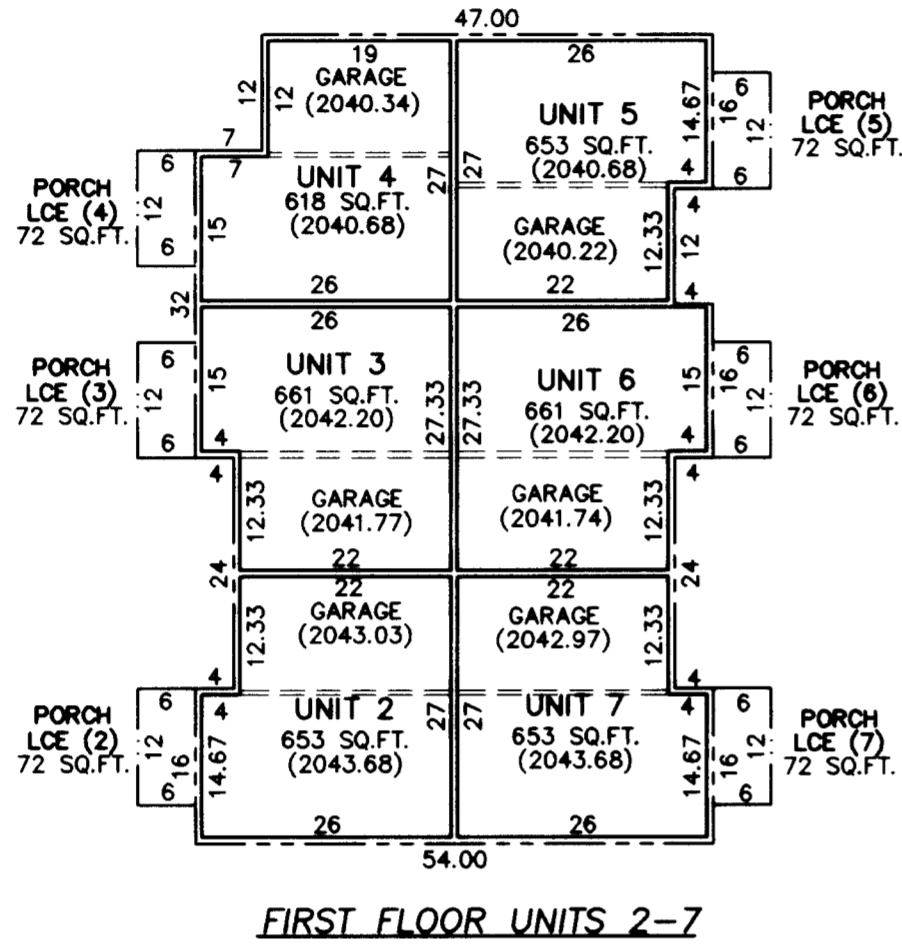 47.00
19
26
12
12
GARAGE
(2040.34)
UNIT 5
653 SQ.FT.
(2040.68)
14.67
16
6
12
6
PORCH
LCE (5)
72 SQ.FT.
7
7
6
12
6
PORCH
LCE (4)
72 SQ.FT.
UNIT 4
618 SQ.FT.
(2040.68)
27
27
15
4
4
GARAGE
(2040.22)
12.33
12
26
22
4
32
26
26
PORCH
LCE (3)
72 SQ.FT.
6
12
6
15
UNIT 3
661 SQ.FT.
(2042.20)
27.33
27.33
UNIT 6
661 SQ.FT.
(2042.20)
15
16
6
12
6
PORCH
LCE (6)
72 SQ.FT.
4
4
4
4
12.33
GARAGE
(2041.77)
GARAGE
(2041.74)
12.33
22
22
24
24
22
22
12.33
GARAGE
(2043.03)
GARAGE
(2042.97)
12.33
4
4
4
4
PORCH
LCE (2)
72 SQ.FT.
6
12
6
16
14.67
UNIT 2
653 SQ.FT.
(2043.68)
27
27
UNIT 7
653 SQ.FT.
(2043.68)
14.67
16
6
12
6
PORCH
LCE (7)
72 SQ.FT.
26
26
54.00
FIRST FLOOR UNITS 2-7